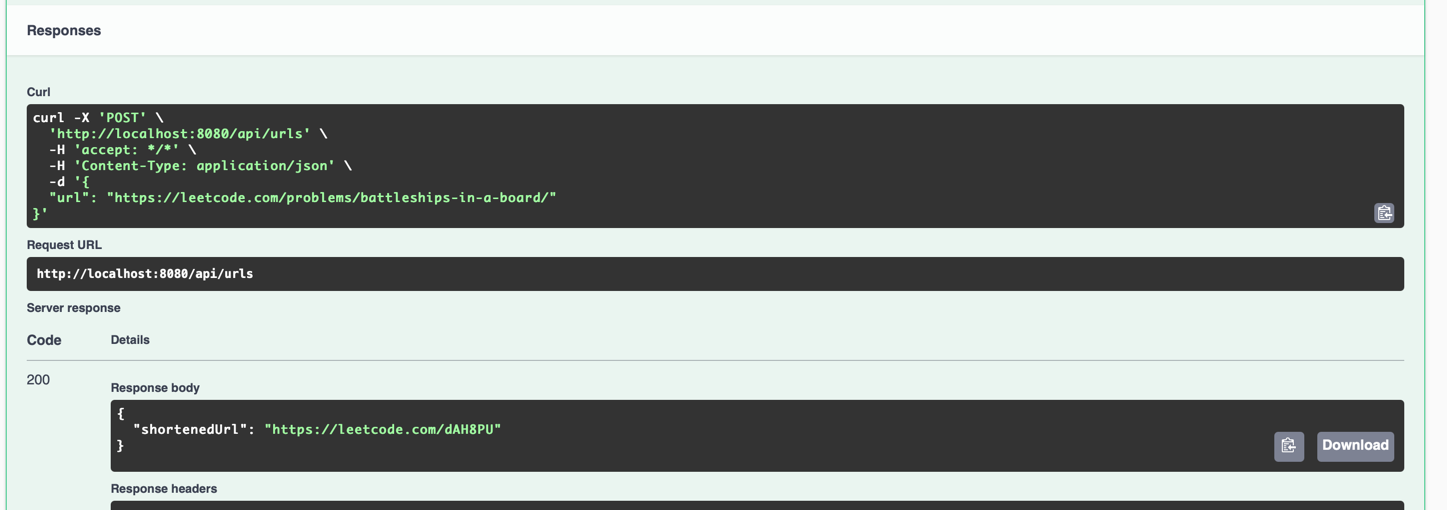 Responses
Curl
curl -X 'POST' \
  'http://localhost:8080/api/urls' \
  -H 'accept: */*' \
  -H 'Content-Type: application/json' \
  -d '{
  "url": "https://leetcode.com/problems/battleships-in-a-board/"
}'
Request URL
http://localhost:8080/api/urls
Server response
Code Details
200
Response body
{
  "shortenedUrl": "https://leetcode.com/dAH8PU"
}
Download
Response headers